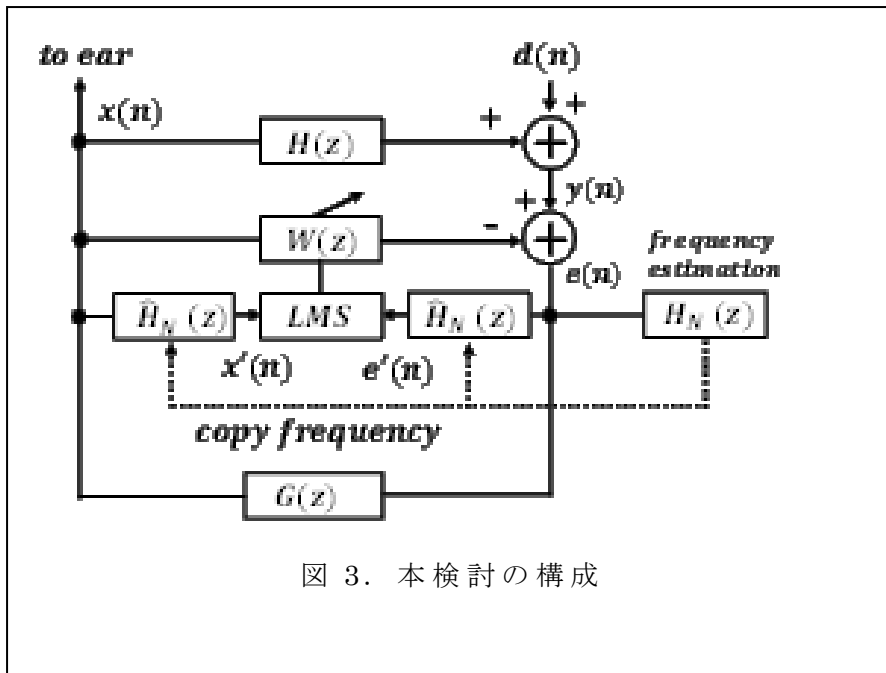 to ear
d(n)
x(n)
+
+
H(z)
+
y(n)
+
W(z)
-
+
frequency
estimation
e(n)
Ĥ_N (z)
LMS
Ĥ_N (z)
H_N (z)
x'(n)
e'(n)
copy frequency
G(z)
図 3. 本検討の構成